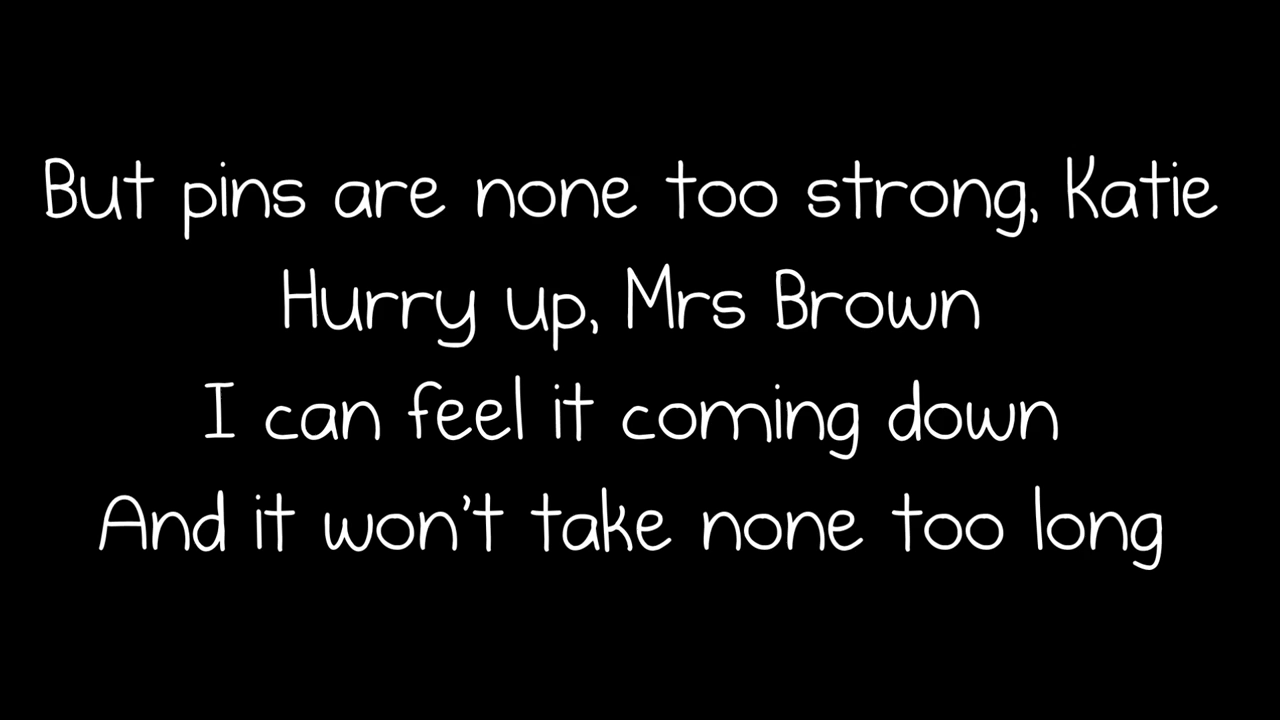 But pins are none too strong, Katie
Hurry up, Mrs Brown
I can feel it coming down
And it won't take none too long